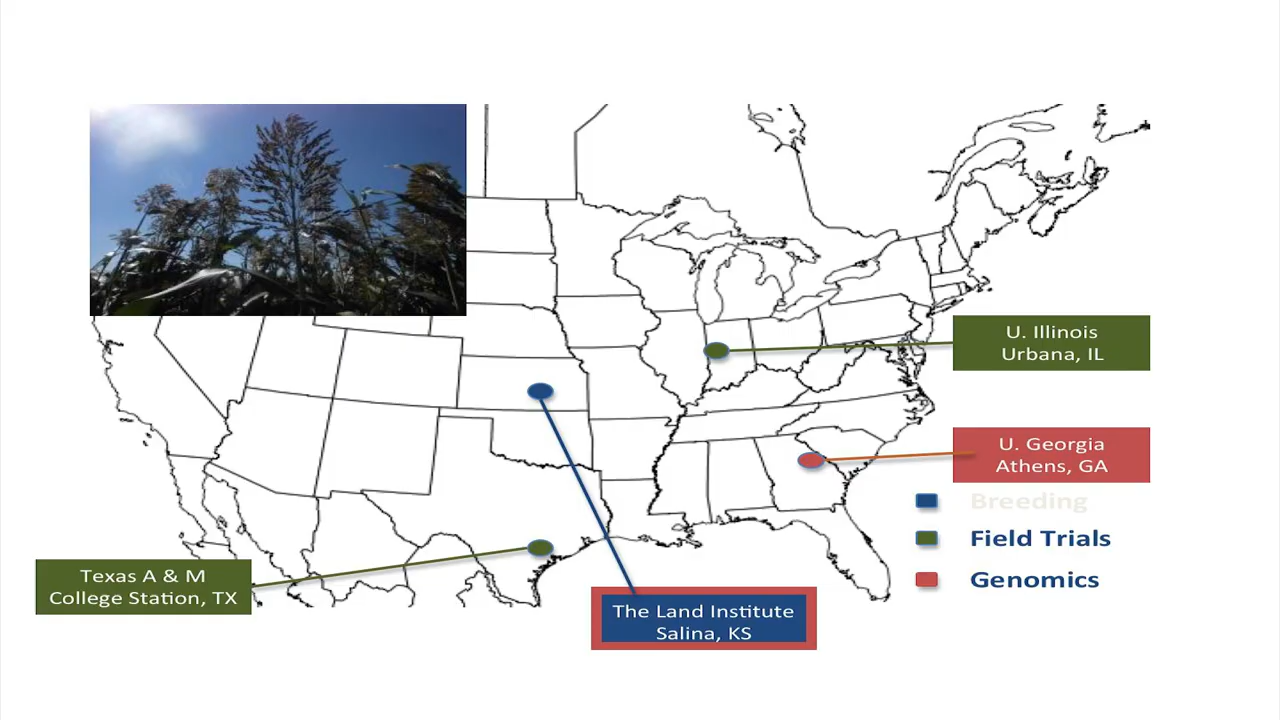 U. Illinois
Urbana, IL
U. Georgia
Athens, GA
Breeding
Field Trials
Genomics
Texas A & M
College Station, TX
The Land Institute
Salina, KS